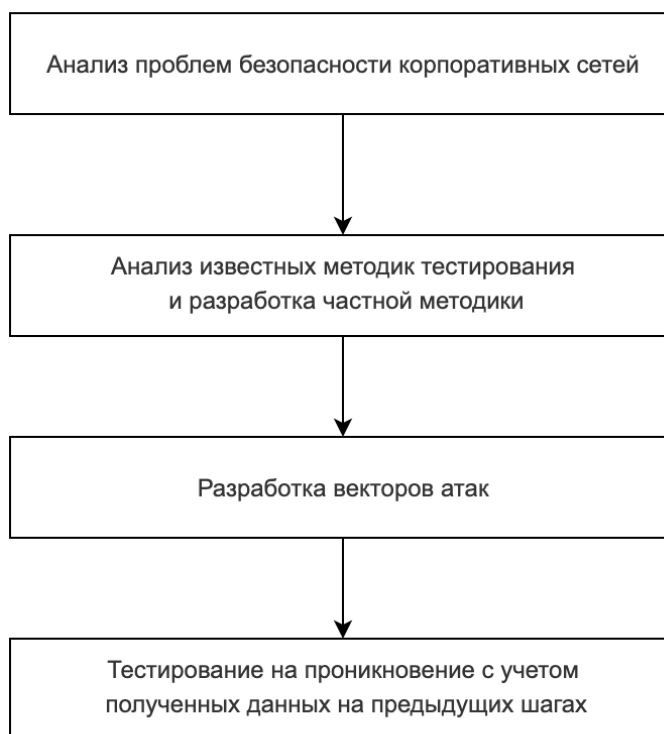 Анализ проблем безопасности корпоративных сетей
Анализ известных методик тестирования
и разработка частной методики
Разработка векторов атак
Тестирование на проникновение с учетом
полученных данных на предыдущих шагах